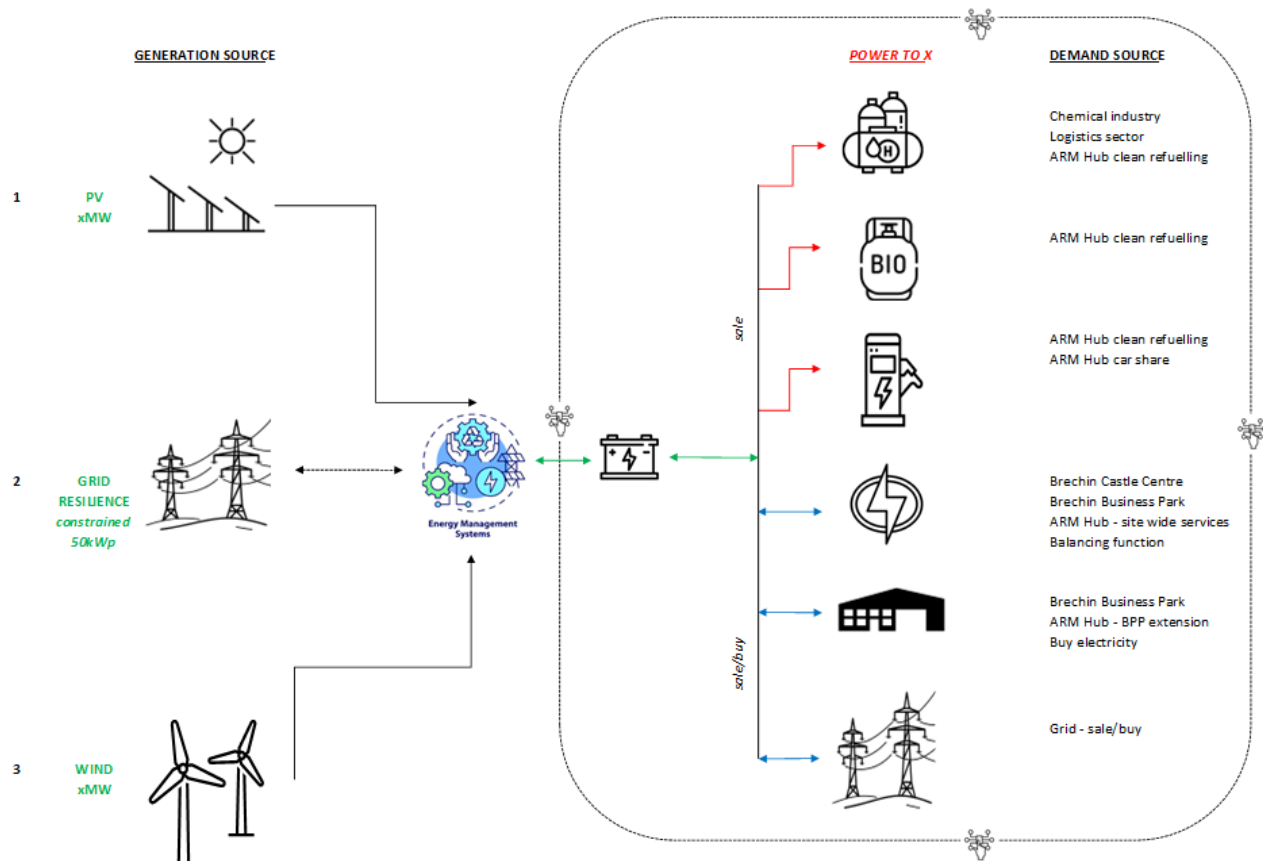 GENERATION SOURCE
POWER TO X
DEMAND SOURCE
1
PV
xMW
H
Chemical industry
Logistics sector
ARM Hub clean refuelling
BIO
ARM Hub clean refuelling
sale
ARM Hub clean refuelling
ARM Hub car share
2
GRID
RESILIENCE
constrained
50kWp
Energy Management
Systems
+ -
Brechin Castle Centre
Brechin Business Park
ARM Hub - site wide services
Balancing function
Brechin Business Park
ARM Hub - BPP extension
Buy electricity
sale/buy
Grid - sale/buy
3
WIND
xMW